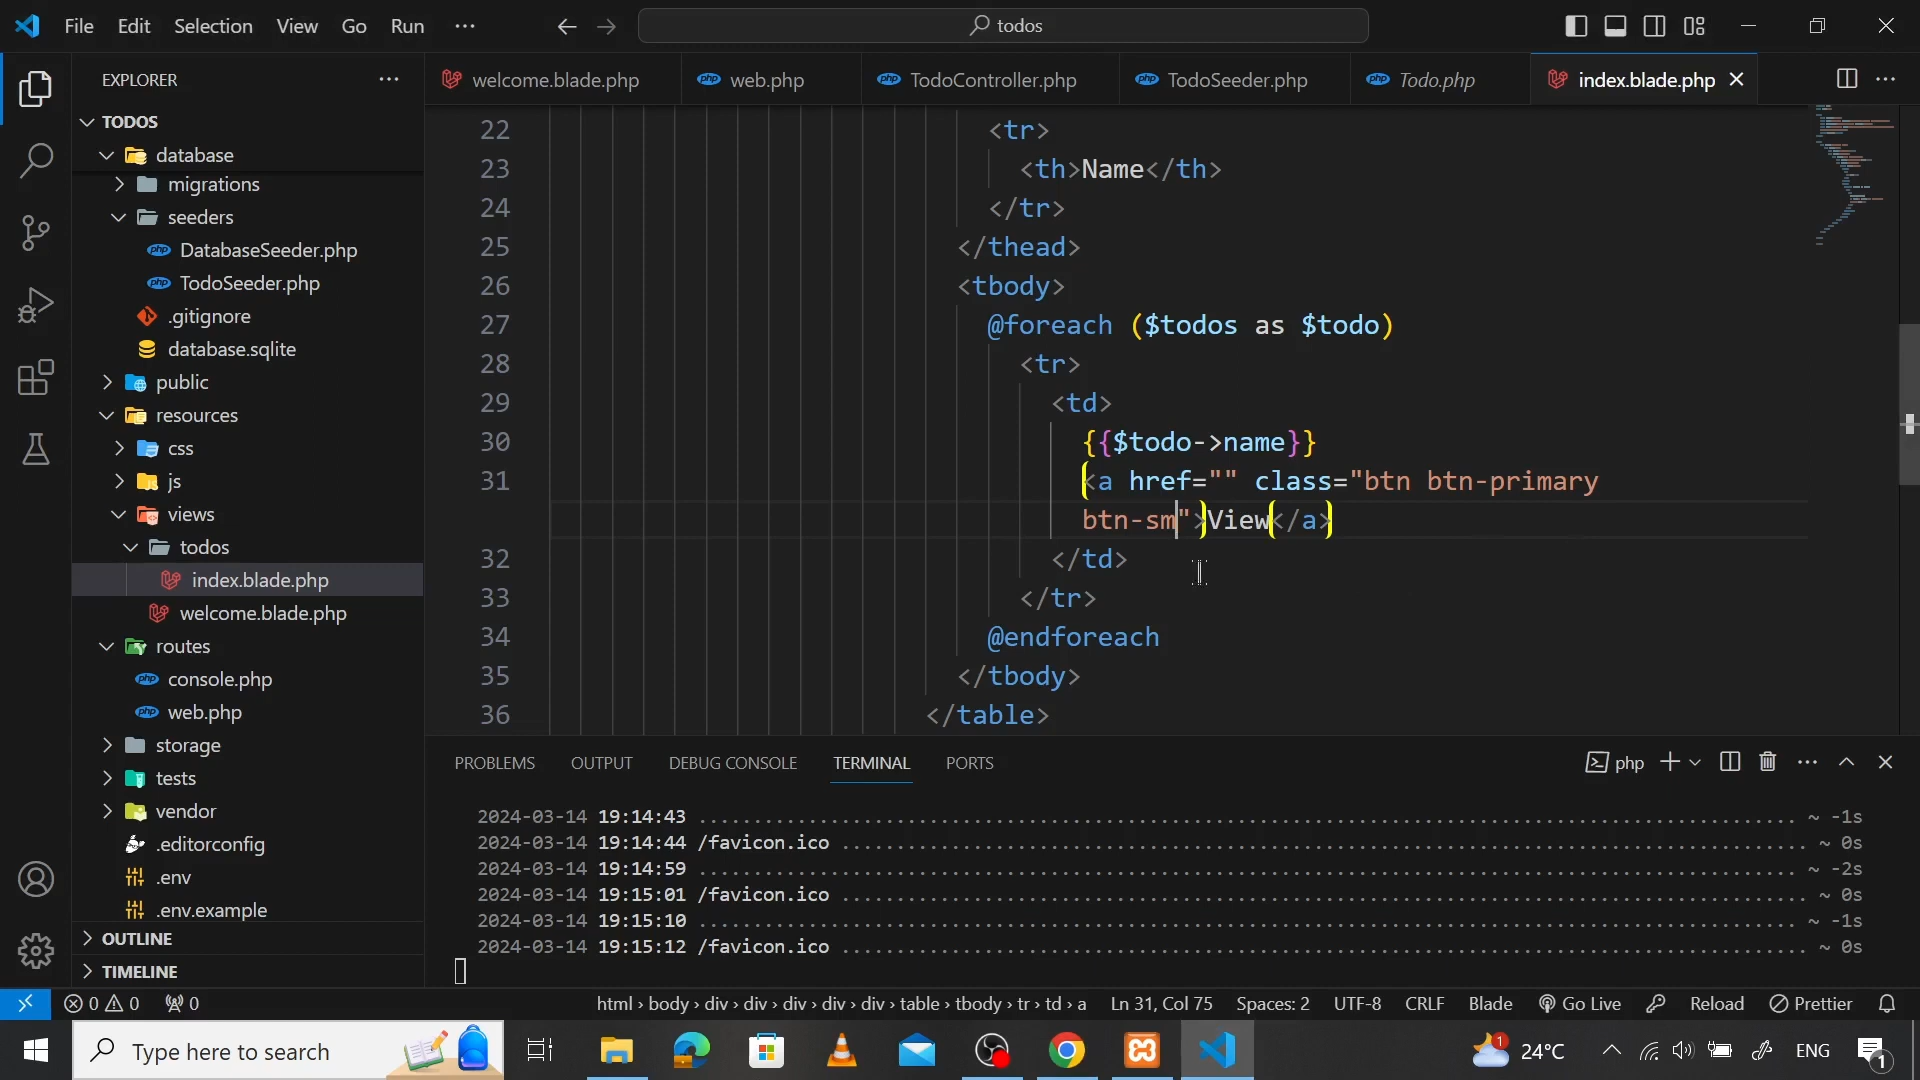 File Edit Selection View Go Run ···
todos
EXPLORER
TODOS
database
migrations
seeders
DatabaseSeeder.php
TodoSeeder.php
.gitignore
database.sqlite
public
resources
css
js
views
todos
index.blade.php
welcome.blade.php
routes
console.php
web.php
storage
tests
vendor
.editorconfig
.env
.env.example
OUTLINE
TIMELINE
welcome.blade.php web.php TodoController.php TodoSeeder.php Todo.php index.blade.php
22 <tr>
23 <th>Name</th>
24 </tr>
25 </thead>
26 <tbody>
27 @foreach ($todos as $todo)
28 <tr>
29 <td>
30 {{$todo->name}}
31 <a href="" class="btn btn-primary
btn-sm">View</a>
32 </td>
33 </tr>
34 @endforeach
35 </tbody>
36 </table>
PROBLEMS OUTPUT DEBUG CONSOLE TERMINAL PORTS
php
2024-03-14 19:14:43 ........ ~ -1s
2024-03-14 19:14:44 /favicon.ico ........ ~ 0s
2024-03-14 19:14:59 ........ ~ -2s
2024-03-14 19:15:01 /favicon.ico ........ ~ 0s
2024-03-14 19:15:10 ........ ~ -1s
2024-03-14 19:15:12 /favicon.ico ........ ~ 0s
0 0 0 html › body › div › div › div › div › div › table › tbody › tr › td › a Ln 31, Col 75 Spaces: 2 UTF-8 CRLF Blade Go Live Reload Prettier
Type here to search
1 24°C ENG 1